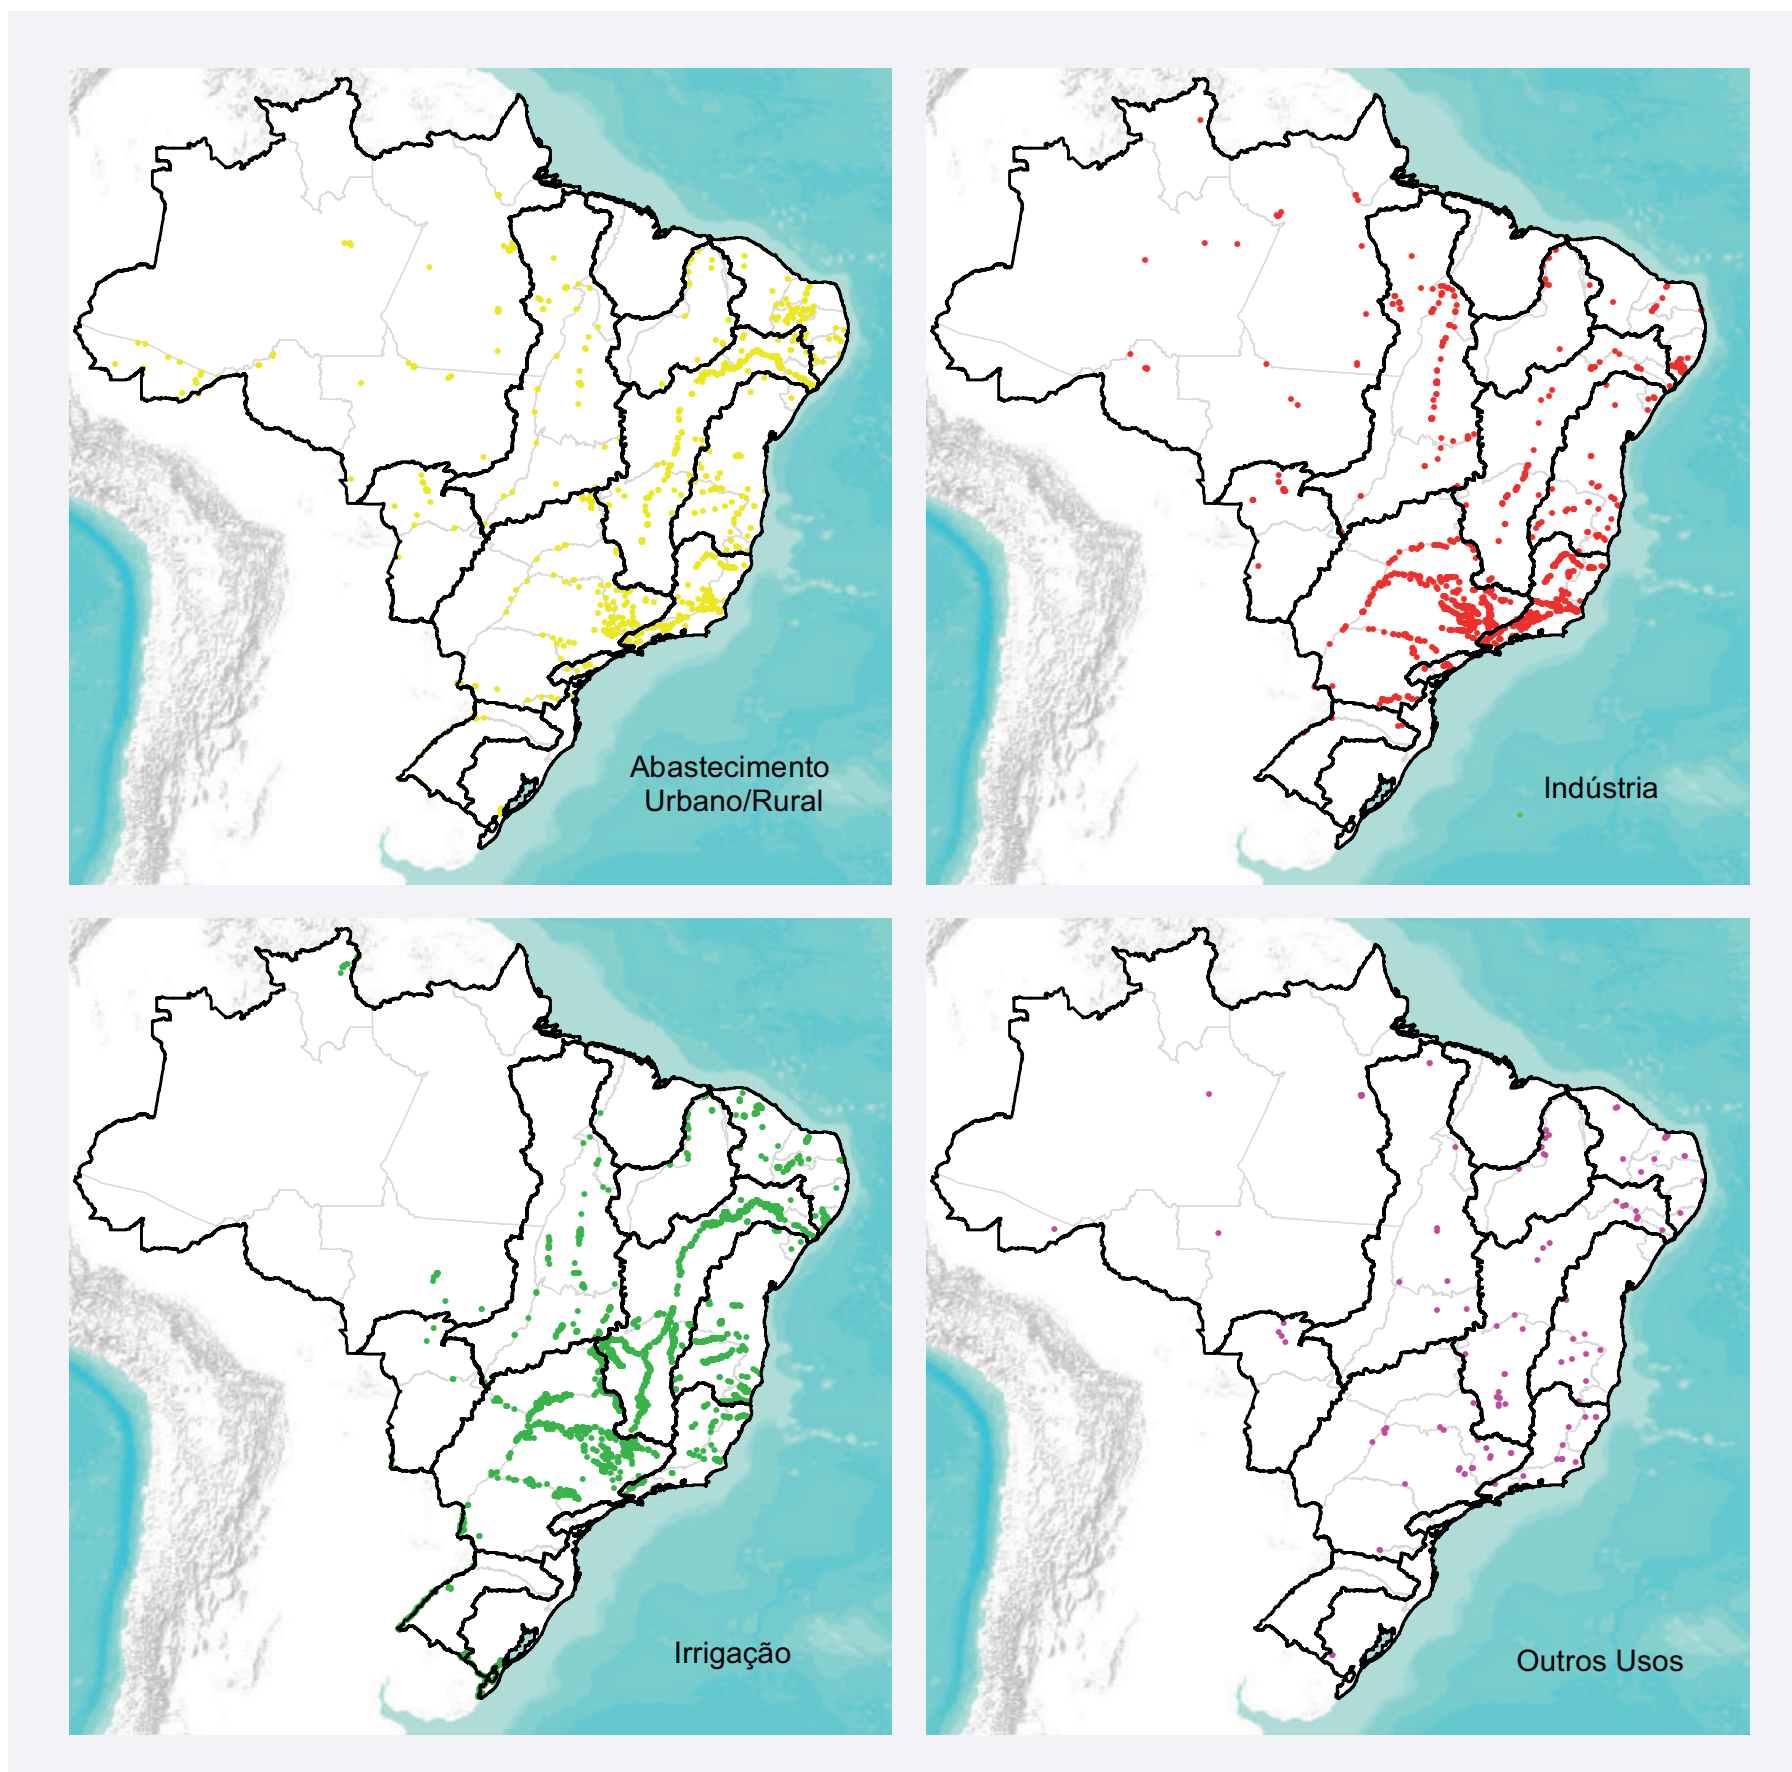 Abastecimento
Urbano/Rural
Indústria
Irrigação
Outros Usos